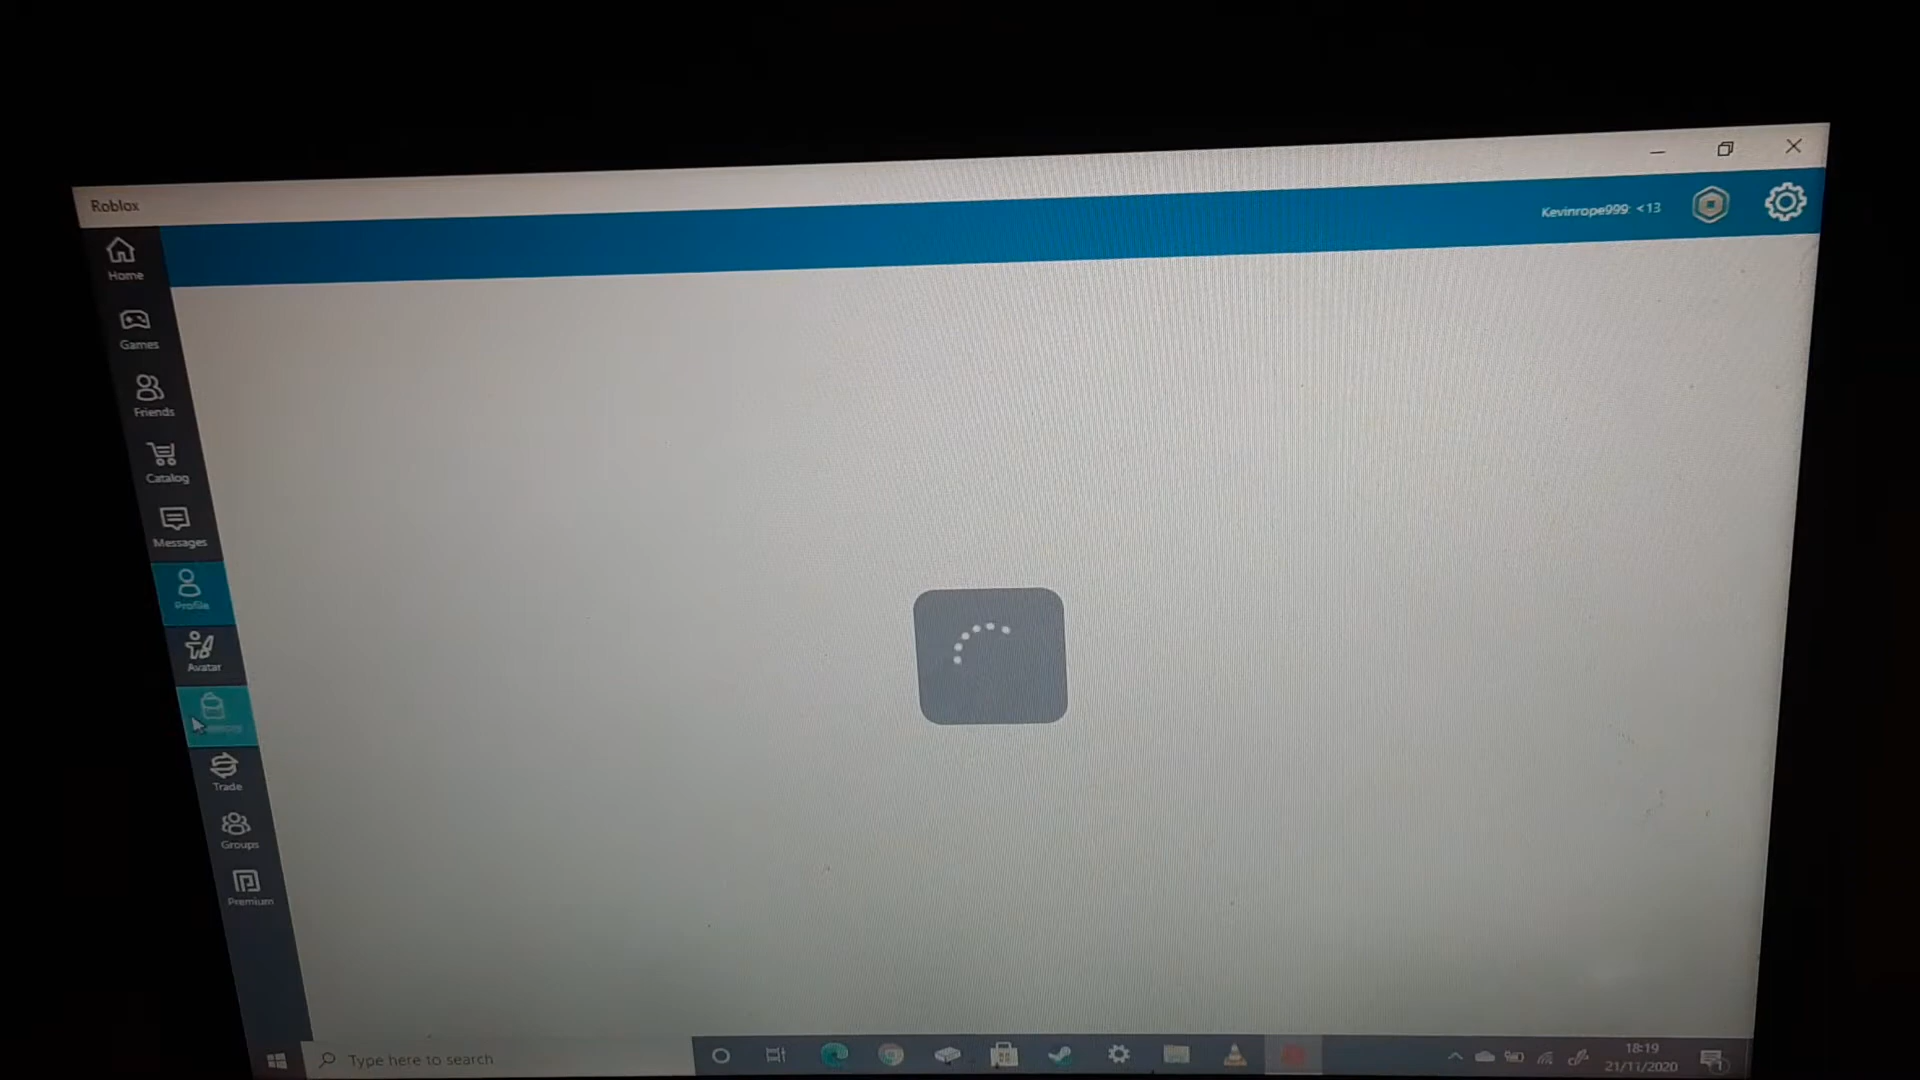 Roblox
Kevinrope999: <13
Home
Games
Friends
Catalog
Messages
Profile
Avatar
Trade
Groups
Premium
Type here to search
18:19
21/11/2020
1